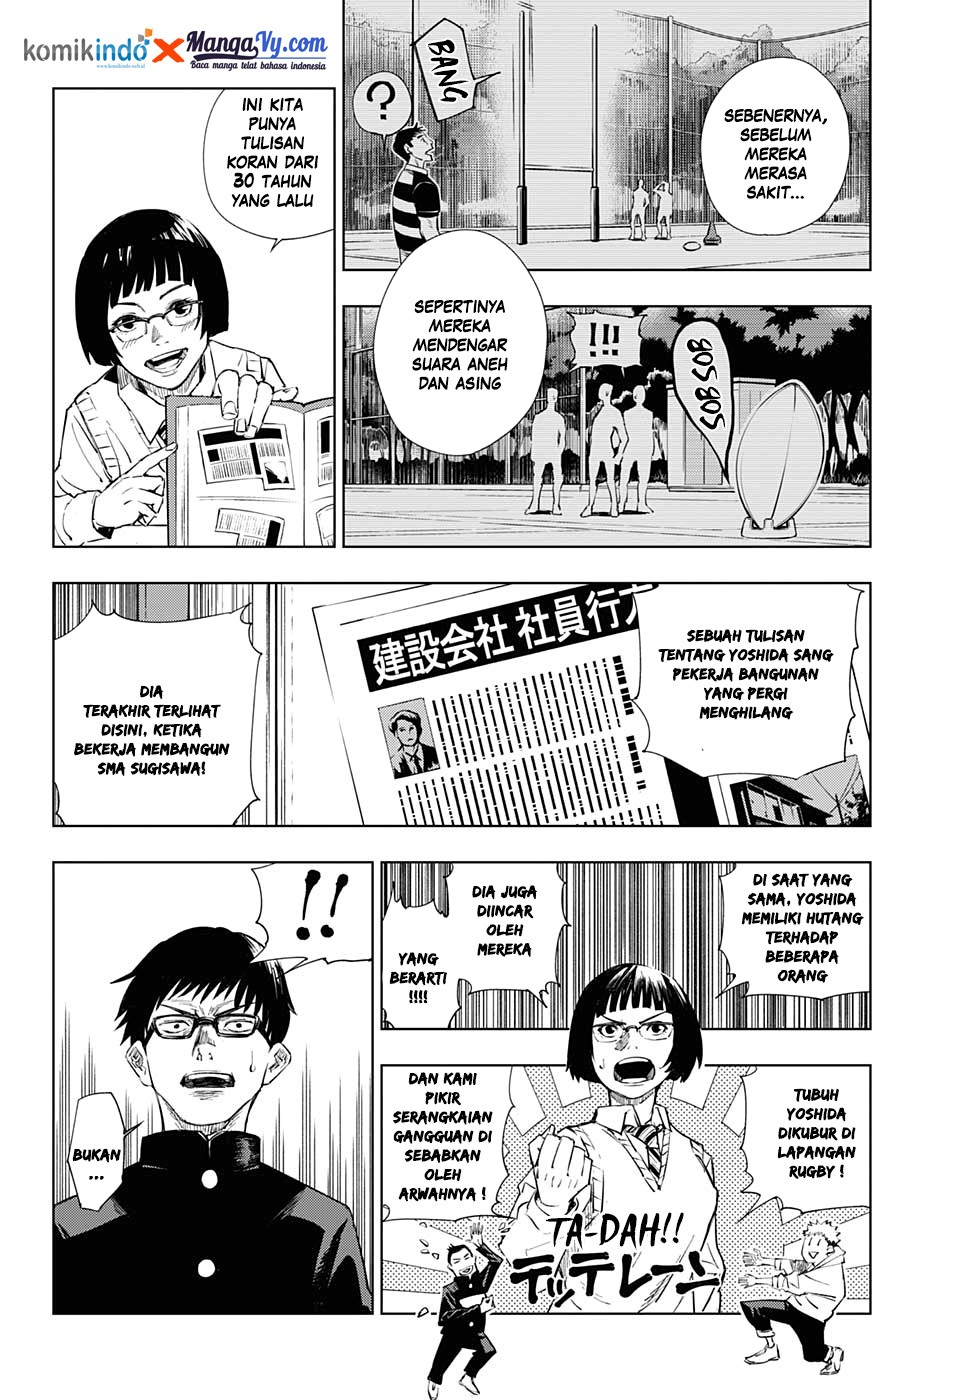 komikindo X MangaVy.com
Baca manga telat bahasa indonesia
BANG
?
SEBENERNYA,
SEBELUM
MEREKA
MERASA
SAKIT...
SEPERTINYA
MEREKA
MENDENGAR
SUARA ANEH
DAN ASING
!!!
SOB SOB
INI KITA
PUNYA
TULISAN
KORAN DARI
30 TAHUN
YANG LALU
SEBUAH TULISAN
TENTANG YOSHIDA SANG
PEKERJA BANGUNAN
YANG PERGI
MENGHILANG
建設会社 社員行
DIA
TERAKHIR TERLIHAT
DISINI, KETIKA
BEKERJA MEMBANGUN
SMA SUGISAWA!
DI SAAT YANG
SAMA, YOSHIDA
MEMILIKI HUTANG
TERHADAP
BEBERAPA
ORANG
DIA JUGA
DIINCAR
OLEH
MEREKA
YANG
BERARTI
!!!!
TUBUH
YOSHIDA
DIKUBUR DI
LAPANGAN
RUGBY !
DAN KAMI
PIKIR
SERANGKAIAN
GANGGUAN DI
SEBABKAN
OLEH
ARWAHNYA !
TA-DAH!!
デッテレーン
!!
BUKAN
...